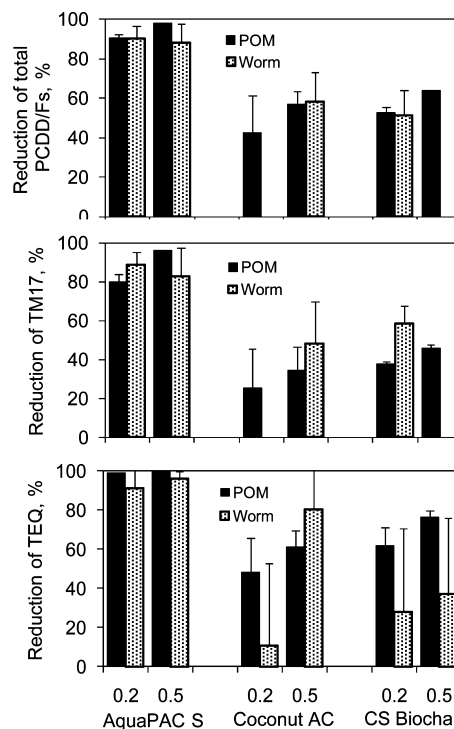 Reduction of total
PCDD/Fs, %
100
80
60
40
20
0
POM
Worm
Reduction of TM17, %
100
80
60
40
20
0
POM
Worm
Reduction of TEQ, %
100
80
60
40
20
0
POM
Worm
0.2 0.5 0.2 0.5 0.2 0.5
AquaPAC S Coconut AC CS Biocha